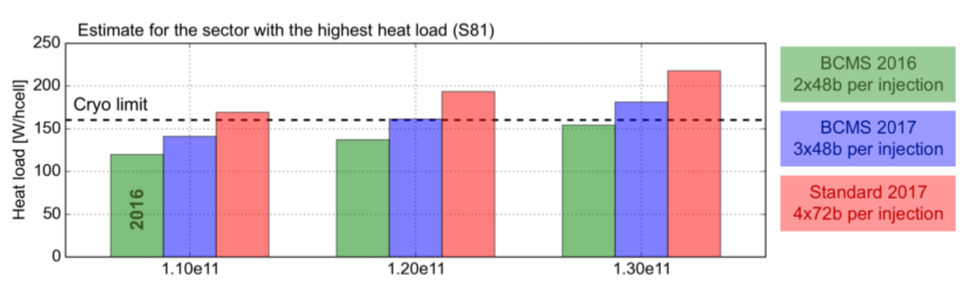 Estimate for the sector with the highest heat load (S81)
250
200
150
100
50
0
Heat load [W/hcell]
Cryo limit
2016
1.10e11
1.20e11
1.30e11
BCMS 2016
2x48b per injection
BCMS 2017
3x48b per injection
Standard 2017
4x72b per injection